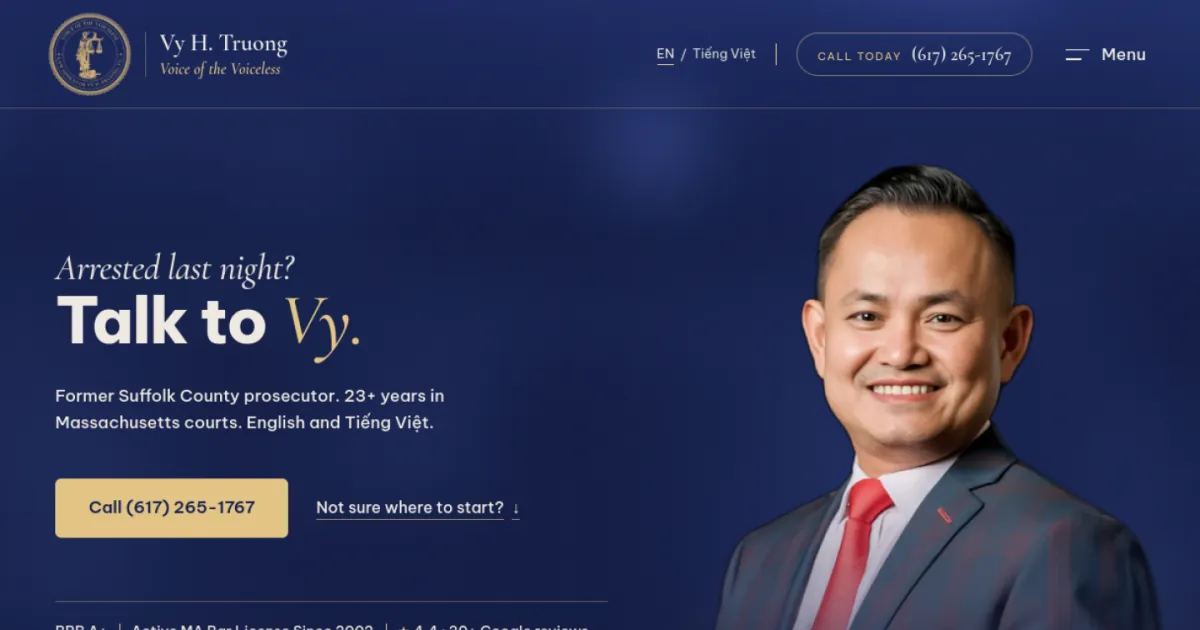 Vy H. Truong
Voice of the Voiceless
EN / Tiếng Việt
CALL TODAY (617) 265-1767
Menu
Arrested last night?
Talk to Vy.
Former Suffolk County prosecutor. 23+ years in
Massachusetts courts. English and Tiếng Việt.
Call (617) 265-1767
Not sure where to start? ↓